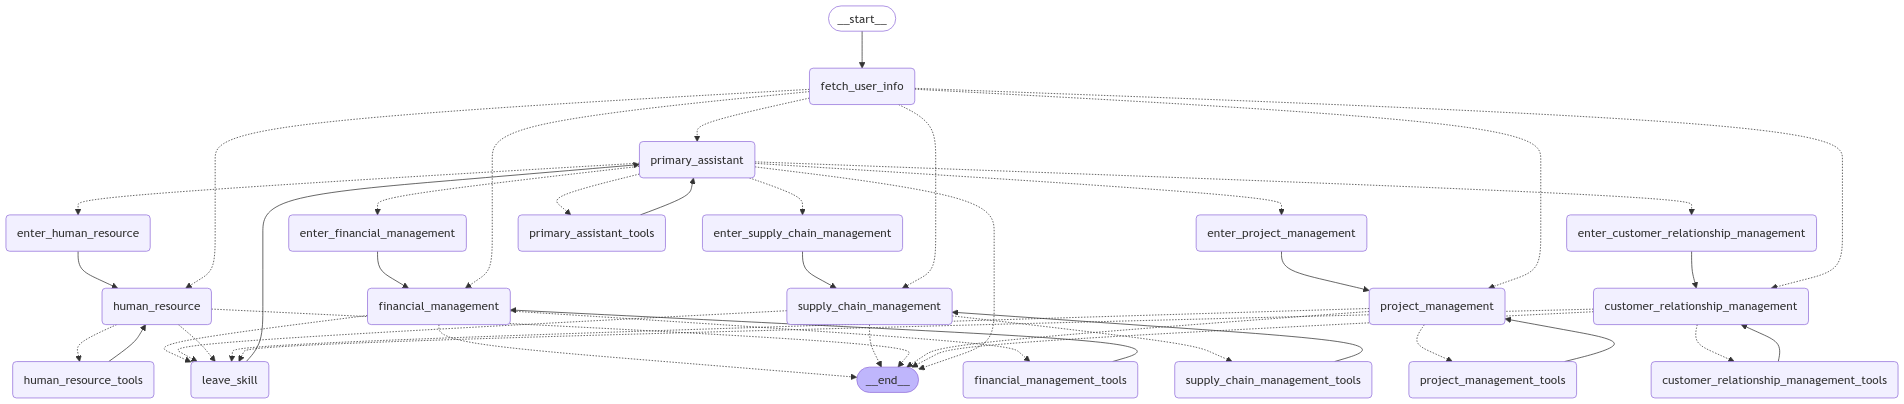 __start__
fetch_user_info
primary_assistant
enter_human_resource
enter_financial_management
primary_assistant_tools
enter_supply_chain_management
enter_project_management
enter_customer_relationship_management
human_resource
financial_management
supply_chain_management
project_management
customer_relationship_management
human_resource_tools
leave_skill
__end__
financial_management_tools
supply_chain_management_tools
project_management_tools
customer_relationship_management_tools